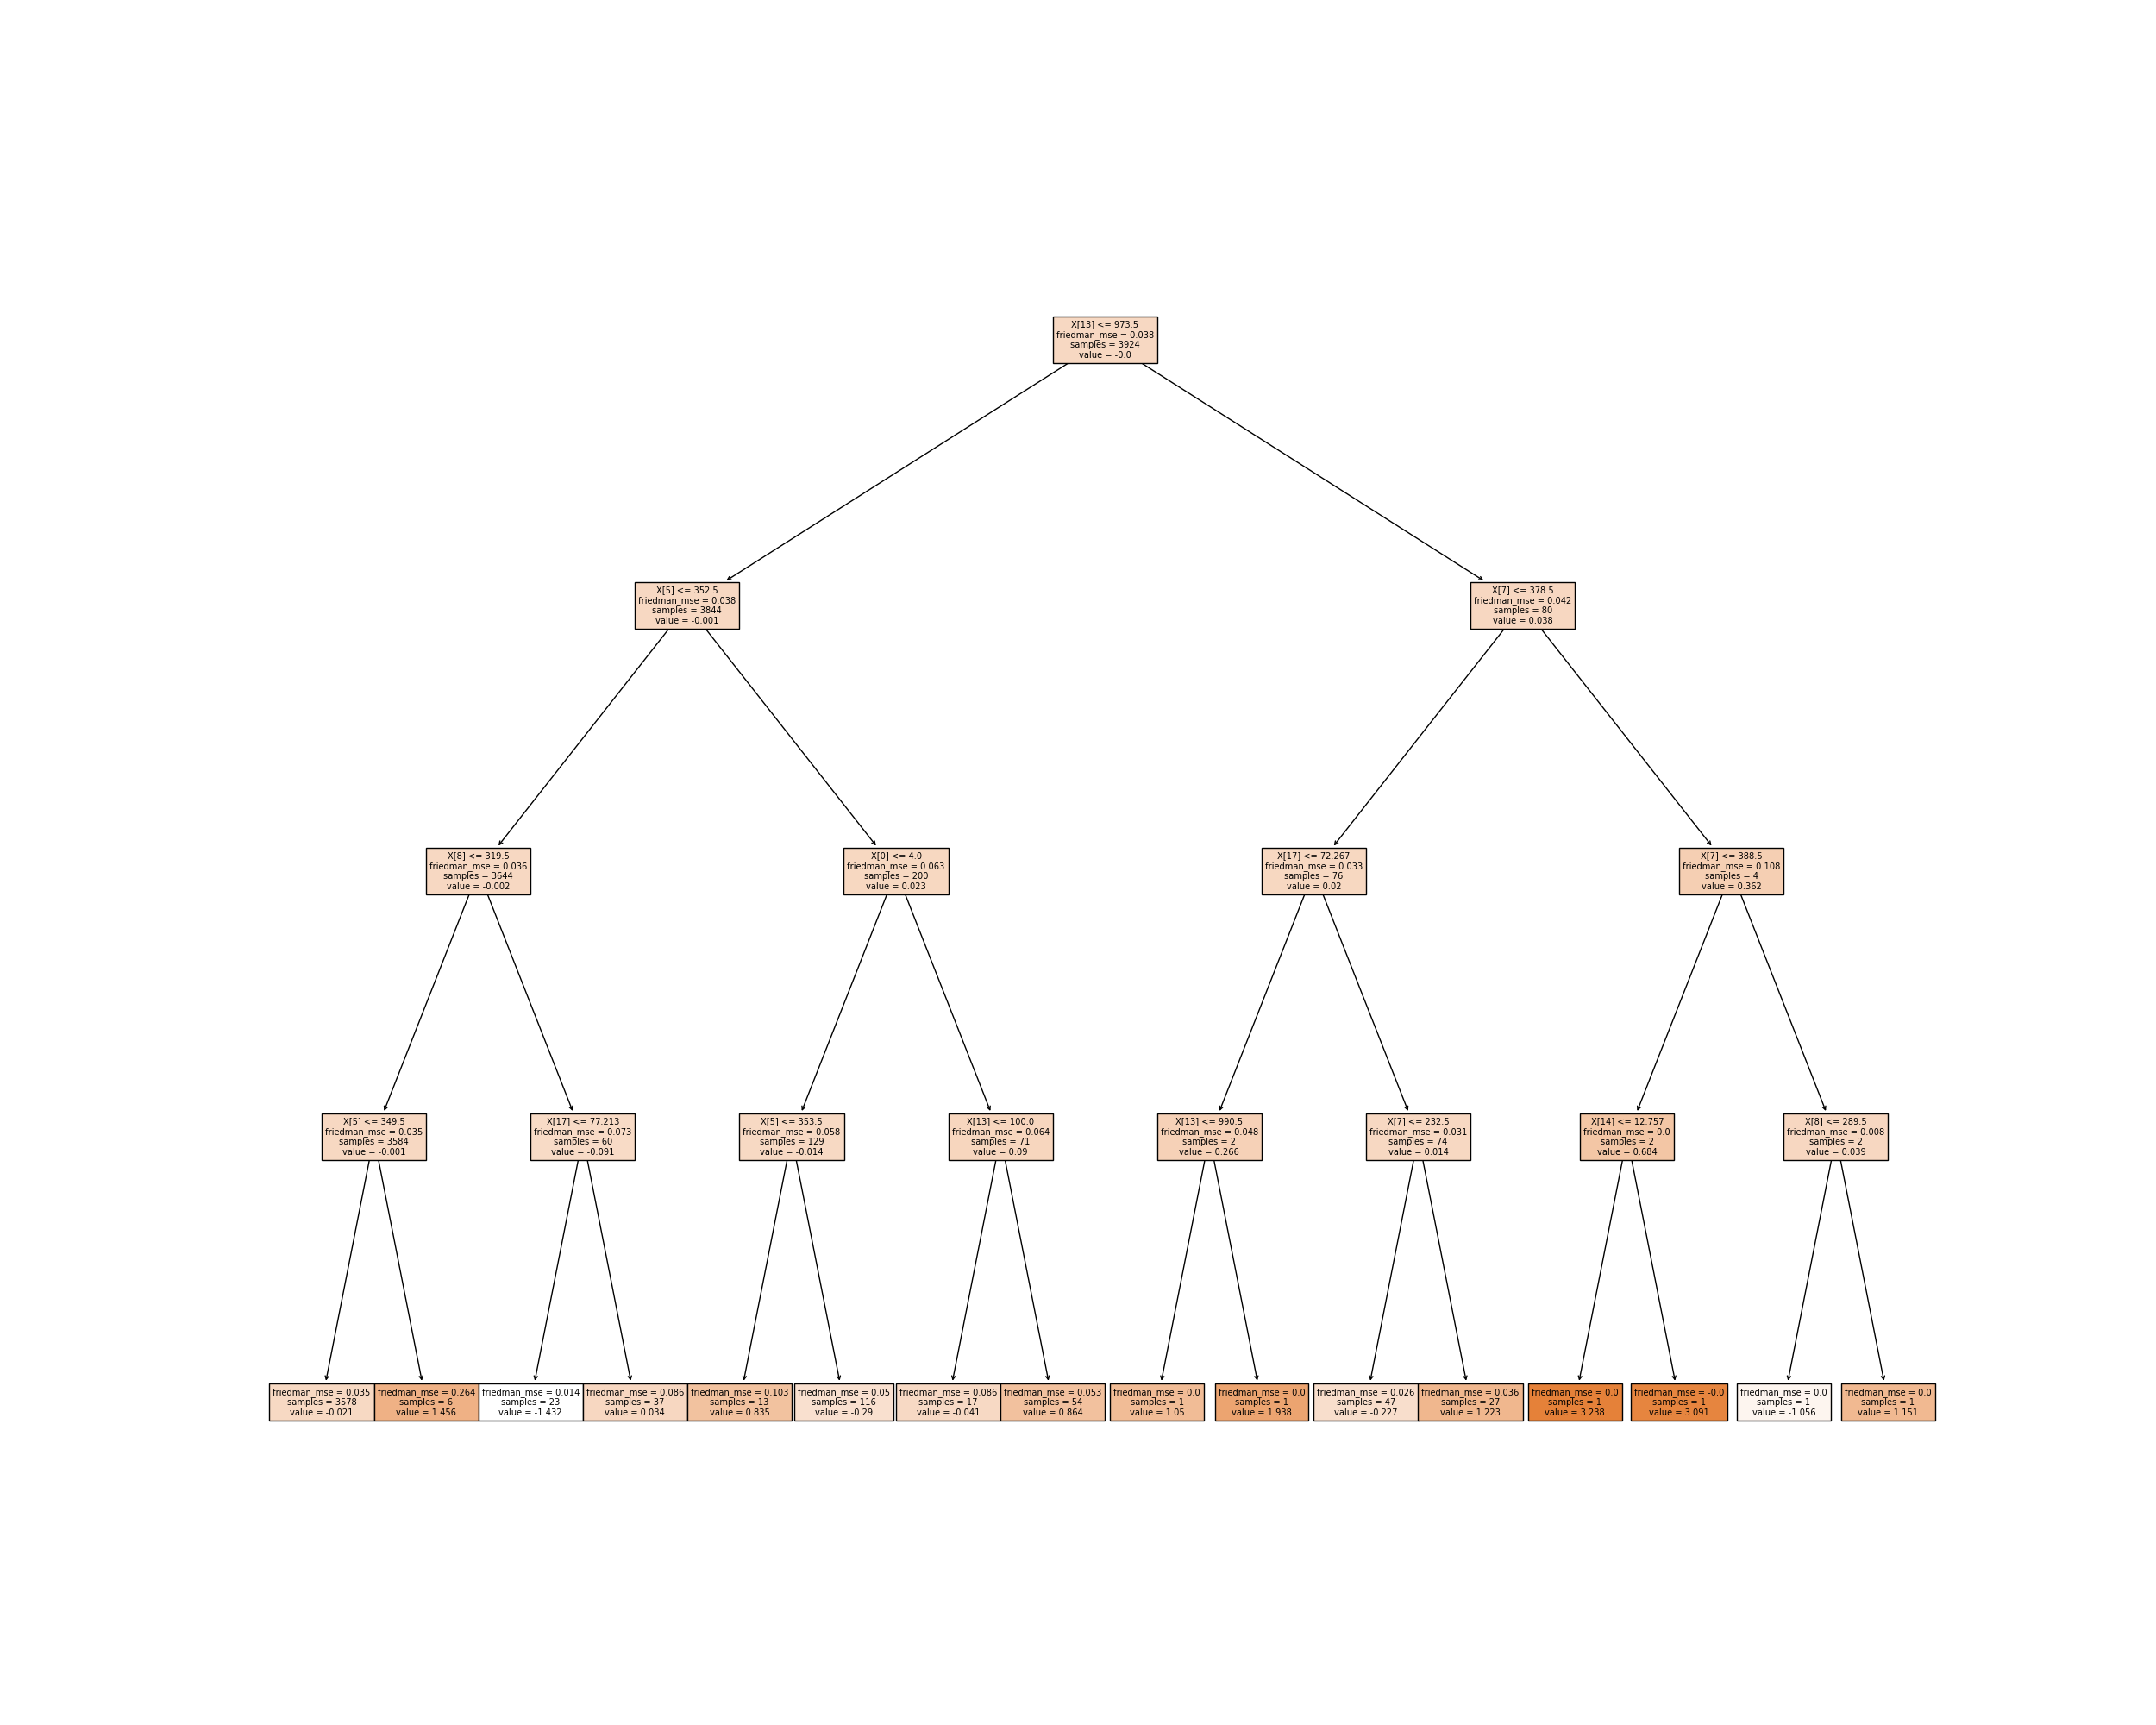 X[13] <= 973.5
friedman_mse = 0.038
samples = 3924
value = -0.0
X[5] <= 352.5
friedman_mse = 0.038
samples = 3844
value = -0.001
X[7] <= 378.5
friedman_mse = 0.042
samples = 80
value = 0.038
X[8] <= 319.5
friedman_mse = 0.036
samples = 3644
value = -0.002
X[0] <= 4.0
friedman_mse = 0.063
samples = 200
value = 0.023
X[17] <= 72.267
friedman_mse = 0.033
samples = 76
value = 0.02
X[7] <= 388.5
friedman_mse = 0.108
samples = 4
value = 0.362
X[5] <= 349.5
friedman_mse = 0.035
samples = 3584
value = -0.001
X[17] <= 77.213
friedman_mse = 0.073
samples = 60
value = -0.091
X[5] <= 353.5
friedman_mse = 0.058
samples = 129
value = -0.014
X[13] <= 100.0
friedman_mse = 0.064
samples = 71
value = 0.09
X[13] <= 990.5
friedman_mse = 0.048
samples = 2
value = 0.266
X[7] <= 232.5
friedman_mse = 0.031
samples = 74
value = 0.014
X[14] <= 12.757
friedman_mse = 0.0
samples = 2
value = 0.684
X[8] <= 289.5
friedman_mse = 0.008
samples = 2
value = 0.039
friedman_mse = 0.035
samples = 3578
value = -0.021
friedman_mse = 0.264
samples = 6
value = 1.456
friedman_mse = 0.014
samples = 23
value = -1.432
friedman_mse = 0.086
samples = 37
value = 0.034
friedman_mse = 0.103
samples = 13
value = 0.835
friedman_mse = 0.05
samples = 116
value = -0.29
friedman_mse = 0.086
samples = 17
value = -0.041
friedman_mse = 0.053
samples = 54
value = 0.864
friedman_mse = 0.0
samples = 1
value = 1.05
friedman_mse = 0.0
samples = 1
value = 1.938
friedman_mse = 0.026
samples = 47
value = -0.227
friedman_mse = 0.036
samples = 27
value = 1.223
friedman_mse = 0.0
samples = 1
value = 3.238
friedman_mse = -0.0
samples = 1
value = 3.091
friedman_mse = 0.0
samples = 1
value = -1.056
friedman_mse = 0.0
samples = 1
value = 1.151